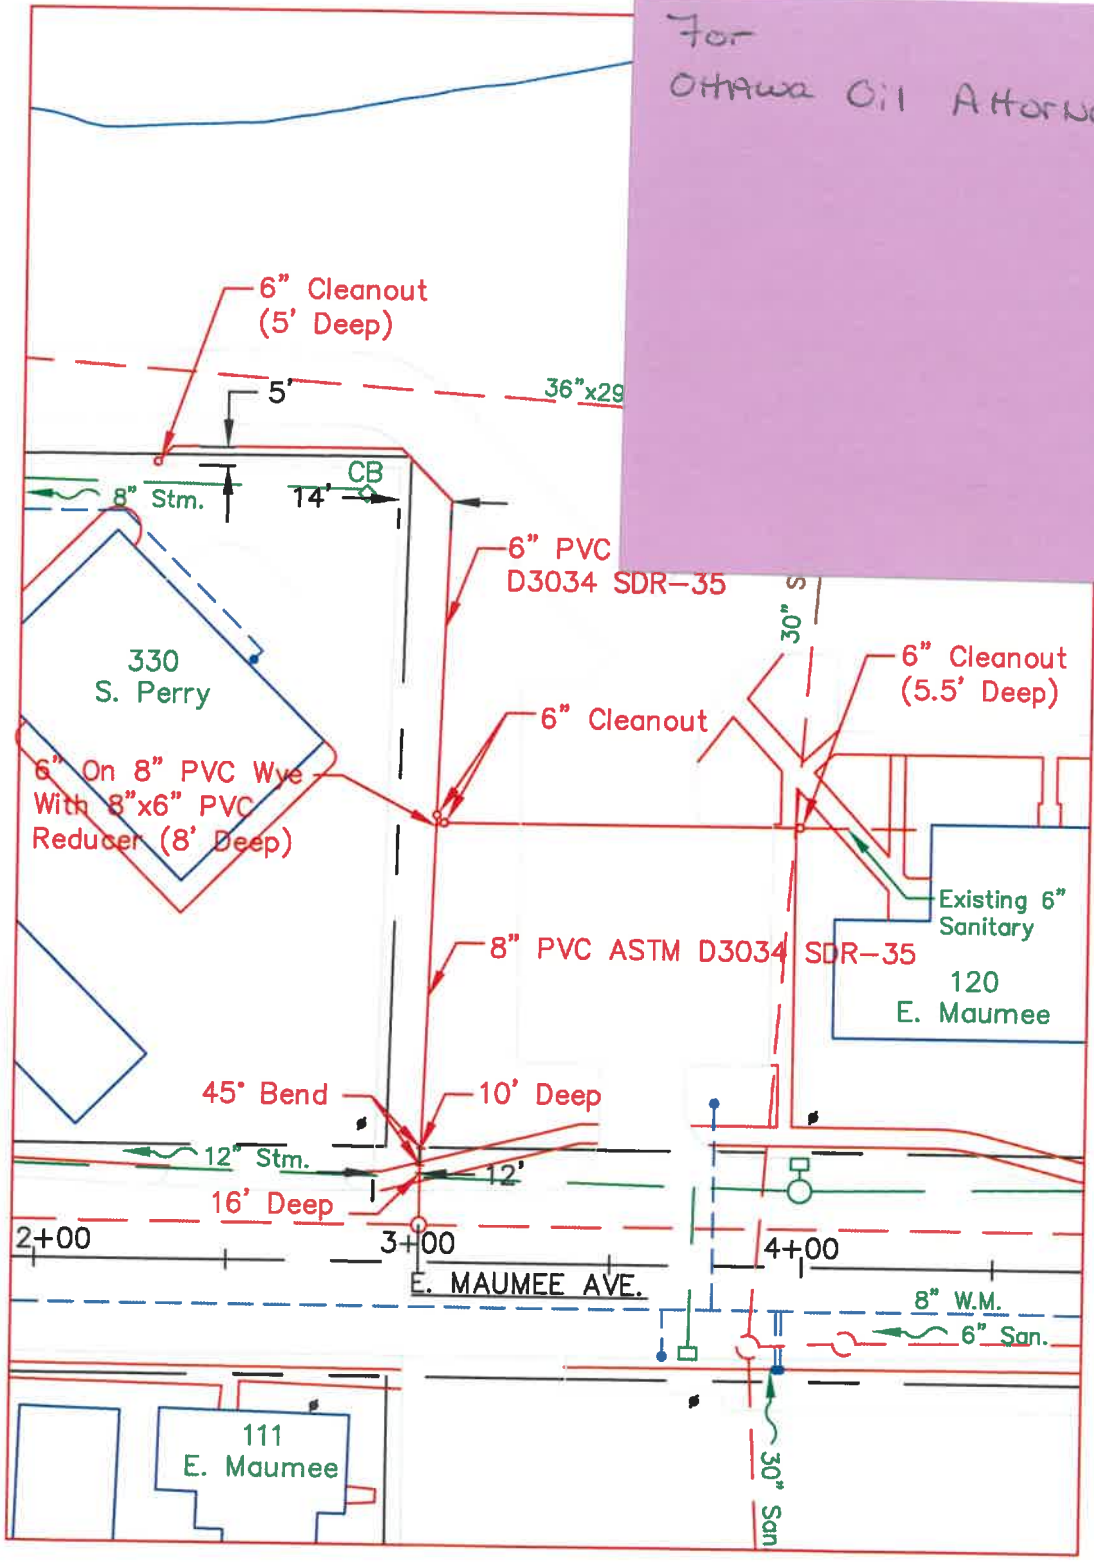 For
OttAwa Oil Attorn
6" Cleanout
(5' Deep)
5'
36"x29
CB
8" Stm.
14'
6" PVC
D3034 SDR-35
30" S
330
S. Perry
6" Cleanout
(5.5' Deep)
6" Cleanout
6" On 8" PVC Wye
With 8"x6" PVC
Reducer (8' Deep)
Existing 6"
Sanitary
8" PVC ASTM D3034 SDR-35
120
E. Maumee
45° Bend
10' Deep
12" Stm.
12'
16' Deep
2+00
3+00
4+00
E. MAUMEE AVE.
8" W.M.
6" San.
111
E. Maumee
30" San